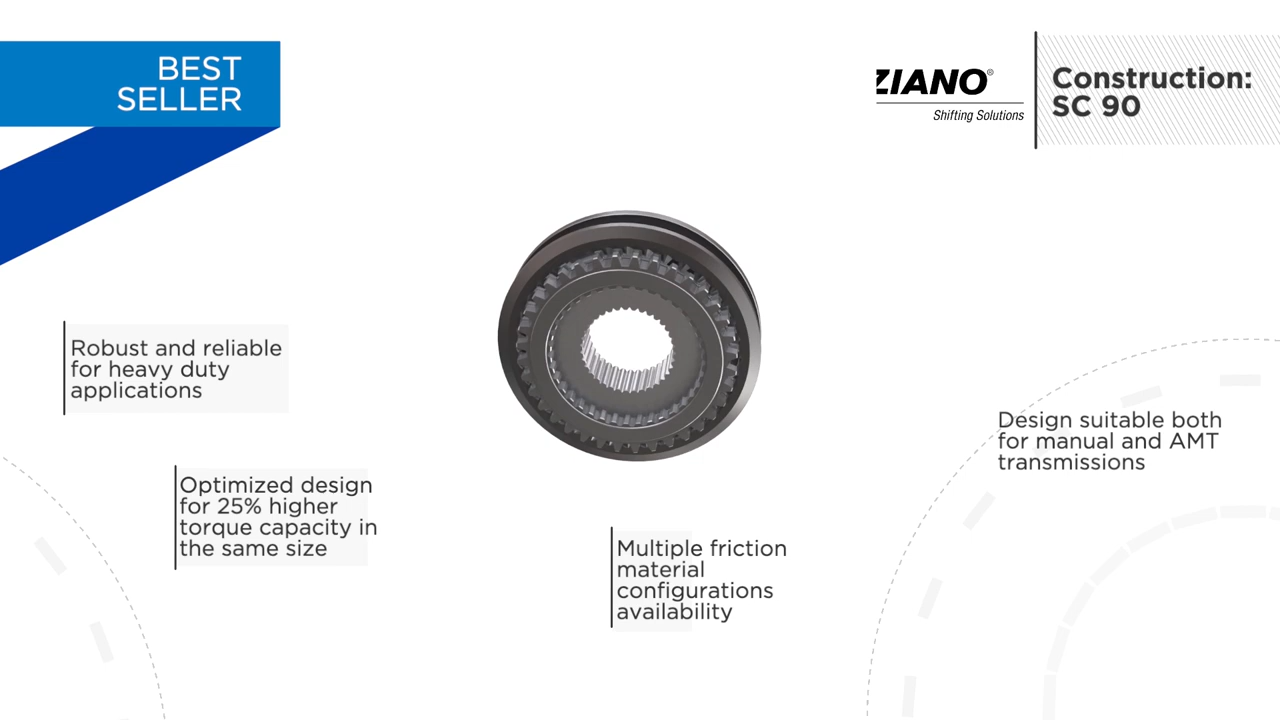 BEST
SELLER
ZIANO®
Shifting Solutions
Construction:
SC 90
Robust and reliable
for heavy duty
applications
Optimized design
for 25% higher
torque capacity in
the same size
Multiple friction
material
configurations
availability
Design suitable both
for manual and AMT
transmissions